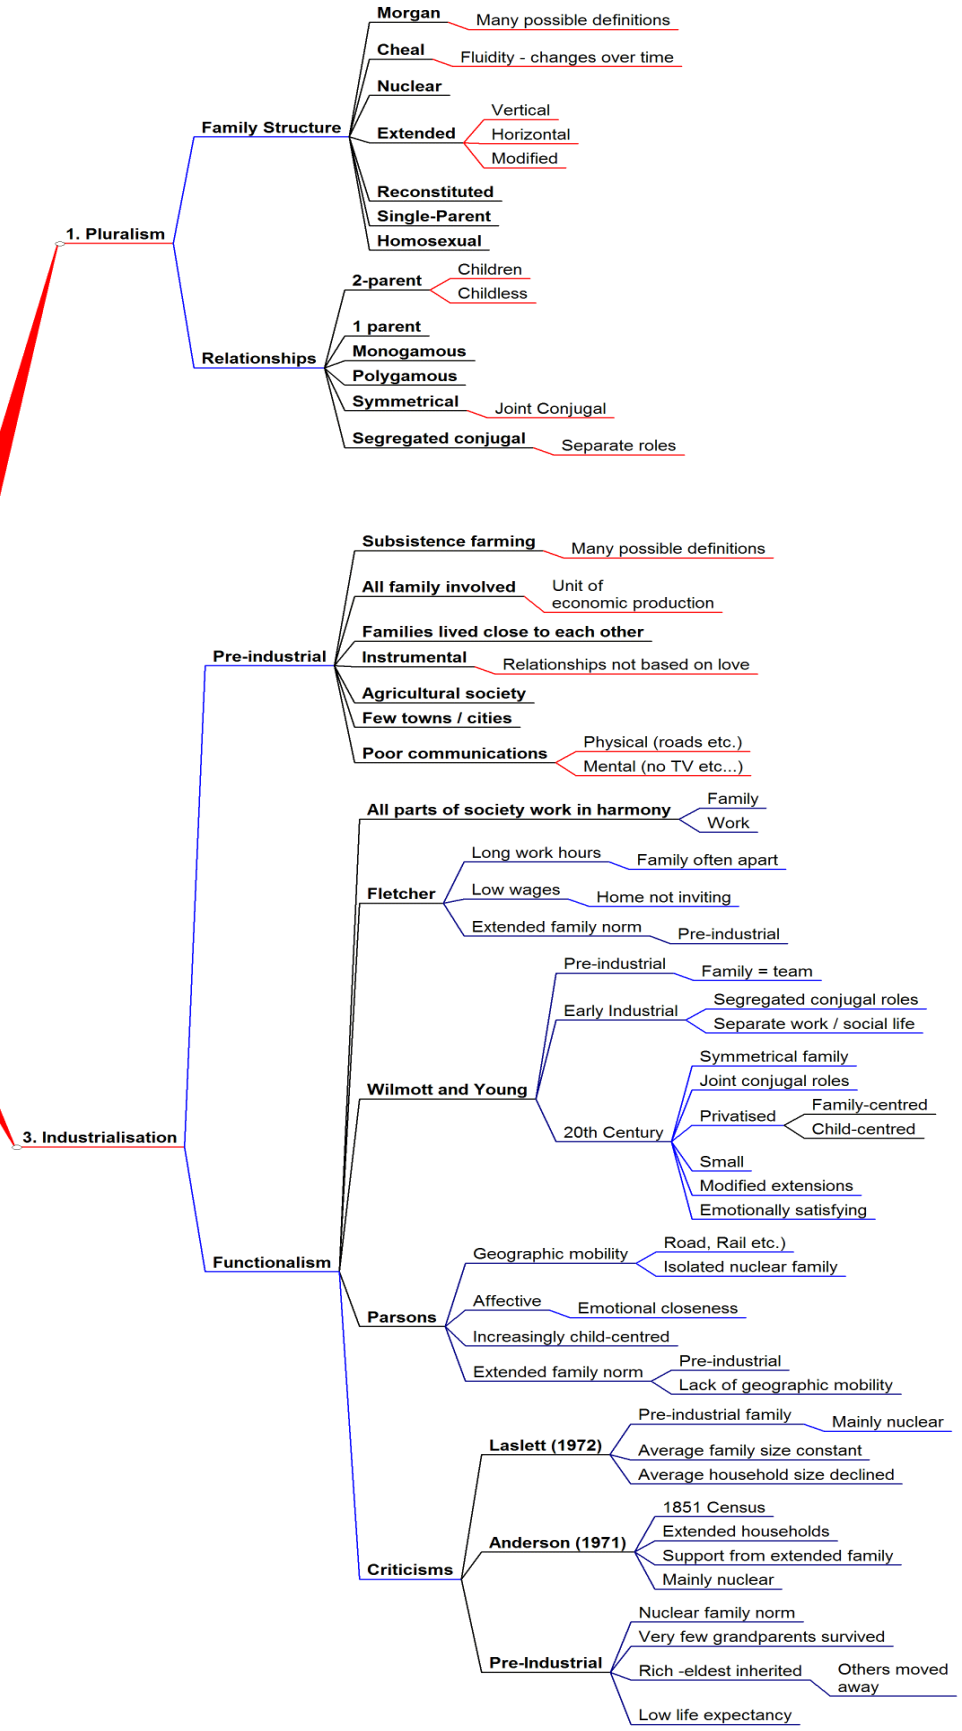 1. Pluralism
Family Structure
Morgan
Many possible definitions
Cheal
Fluidity - changes over time
Nuclear
Extended
Vertical
Horizontal
Modified
Reconstituted
Single-Parent
Homosexual
Relationships
2-parent
Children
Childless
1 parent
Monogamous
Polygamous
Symmetrical
Joint Conjugal
Segregated conjugal
Separate roles
3. Industrialisation
Pre-industrial
Subsistence farming
Many possible definitions
All family involved
Unit of
economic production
Families lived close to each other
Instrumental
Relationships not based on love
Agricultural society
Few towns / cities
Poor communications
Physical (roads etc.)
Mental (no TV etc...)
Functionalism
All parts of society work in harmony
Family
Work
Fletcher
Long work hours
Family often apart
Low wages
Home not inviting
Extended family norm
Pre-industrial
Wilmott and Young
Pre-industrial
Family = team
Early Industrial
Segregated conjugal roles
Separate work / social life
20th Century
Symmetrical family
Joint conjugal roles
Privatised
Family-centred
Child-centred
Small
Modified extensions
Emotionally satisfying
Parsons
Geographic mobility
Road, Rail etc.)
Isolated nuclear family
Affective
Emotional closeness
Increasingly child-centred
Extended family norm
Pre-industrial
Lack of geographic mobility
Criticisms
Laslett (1972)
Pre-industrial family
Mainly nuclear
Average family size constant
Average household size declined
Anderson (1971)
1851 Census
Extended households
Support from extended family
Mainly nuclear
Pre-Industrial
Nuclear family norm
Very few grandparents survived
Rich -eldest inherited
Others moved
away
Low life expectancy